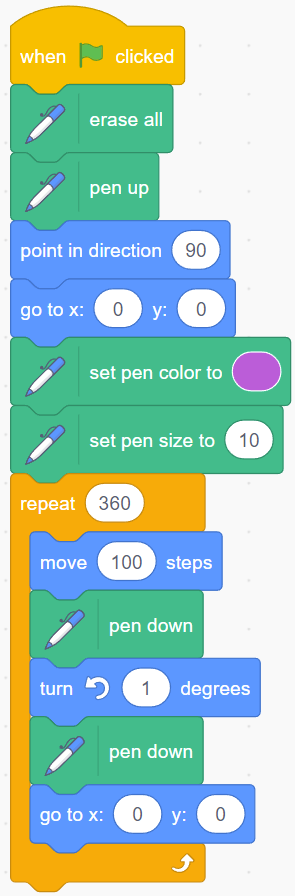 when clicked
erase all
pen up
point in direction 90
go to x: 0 y: 0
set pen color to
set pen size to 10
repeat 360
move 100 steps
pen down
turn 1 degrees
pen down
go to x: 0 y: 0